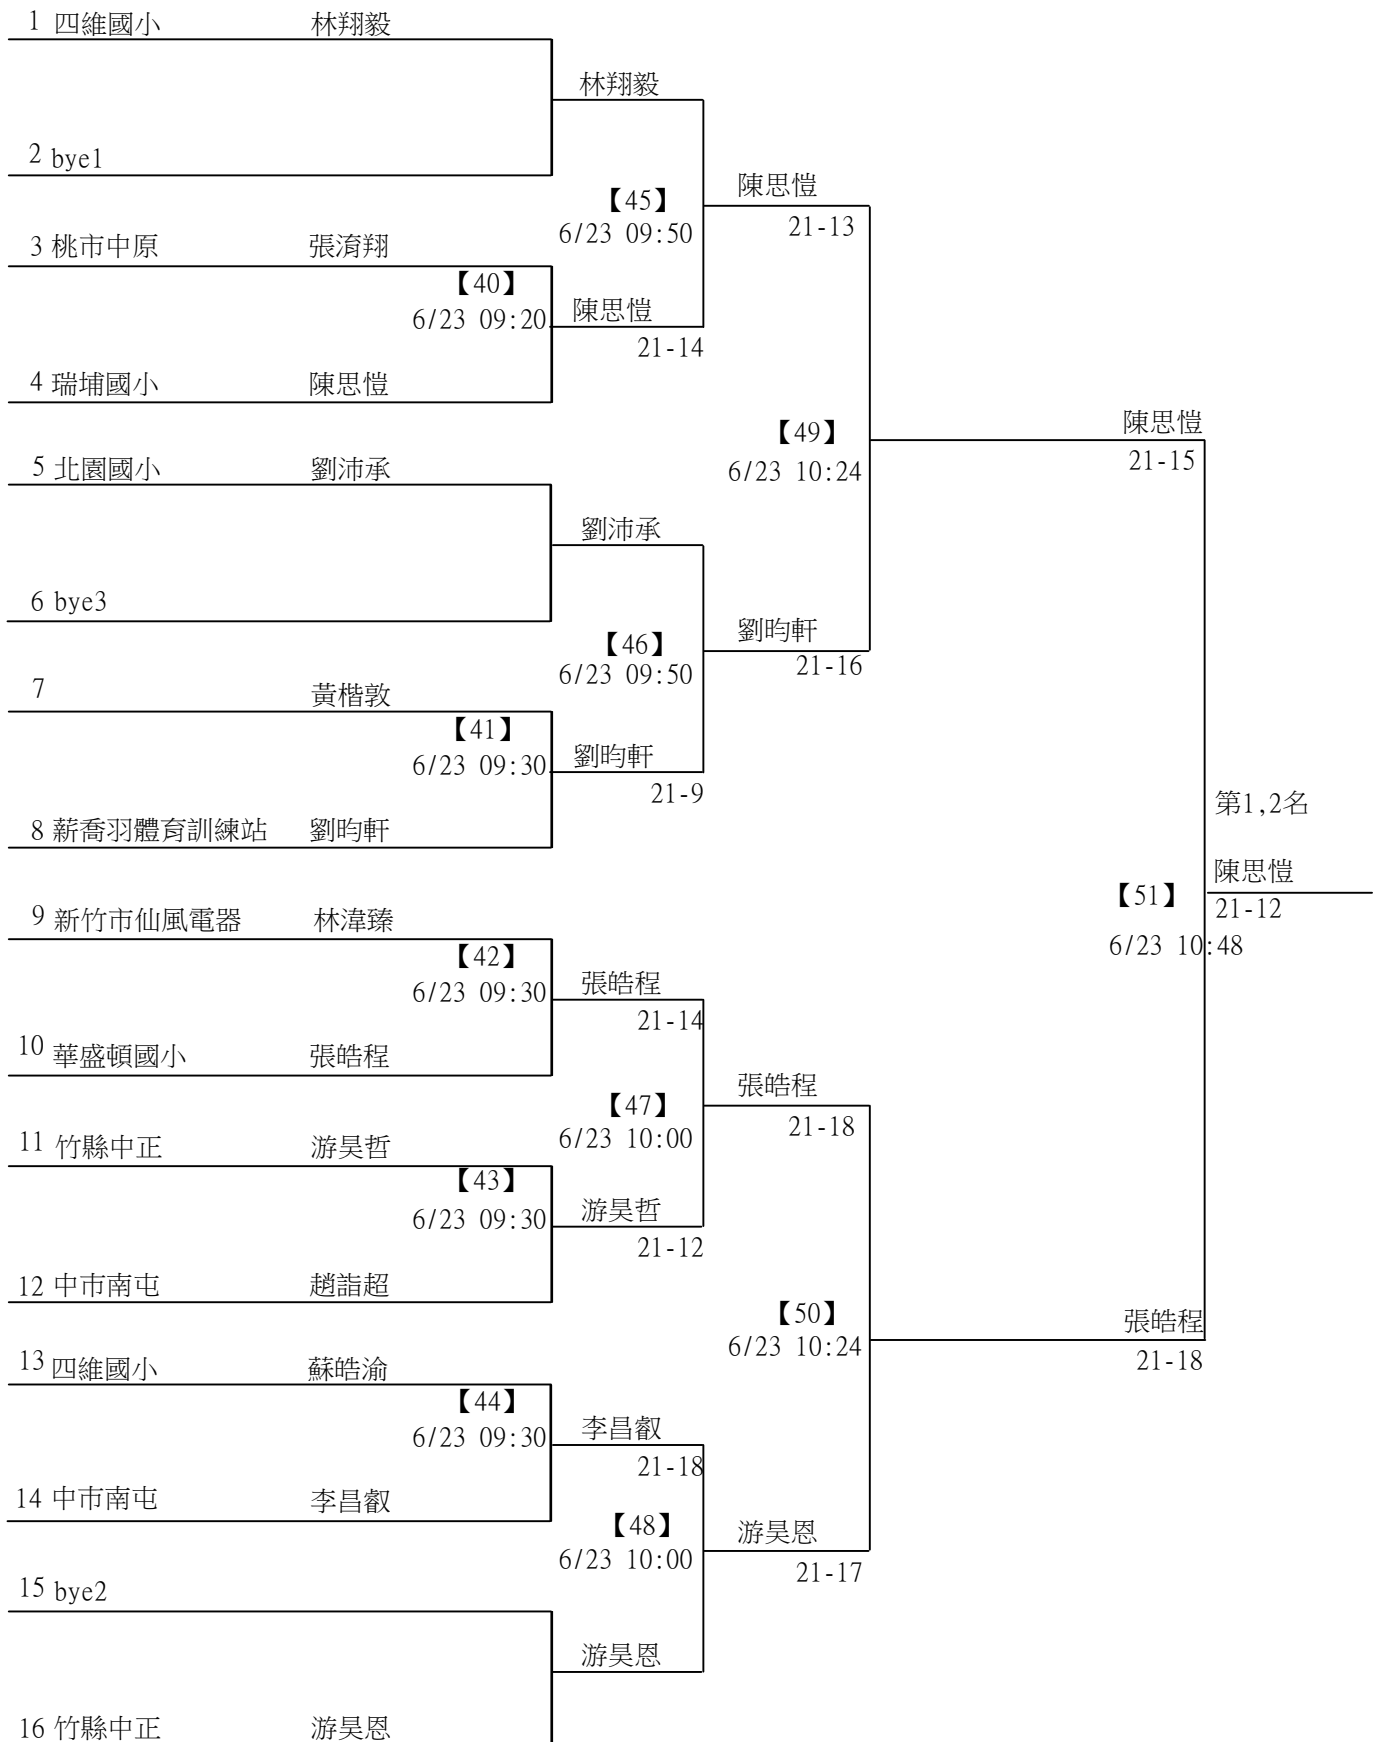 1 四維國小 林翔毅
林翔毅
2 bye1
【45】
6/23 09:50
陳思愷
21-13
3 桃市中原 張淯翔
【40】
6/23 09:20
陳思愷
21-14
4 瑞埔國小 陳思愷
【49】
6/23 10:24
陳思愷
21-15
5 北園國小 劉沛承
劉沛承
6 bye3
【46】
6/23 09:50
劉昀軒
21-16
7 黃楷敦
【41】
6/23 09:30
劉昀軒
21-9
8 薪喬羽體育訓練站 劉昀軒
第1,2名
【51】
6/23 10:48
陳思愷
21-12
9 新竹市仙風電器 林湋臻
【42】
6/23 09:30
張皓程
21-14
10 華盛頓國小 張皓程
【47】
6/23 10:00
張皓程
21-18
11 竹縣中正 游昊哲
【43】
6/23 09:30
游昊哲
21-12
12 中市南屯 趙詣超
【50】
6/23 10:24
張皓程
21-18
13 四維國小 蘇皓渝
【44】
6/23 09:30
李昌叡
21-18
14 中市南屯 李昌叡
【48】
6/23 10:00
游昊恩
21-17
15 bye2
游昊恩
16 竹縣中正 游昊恩